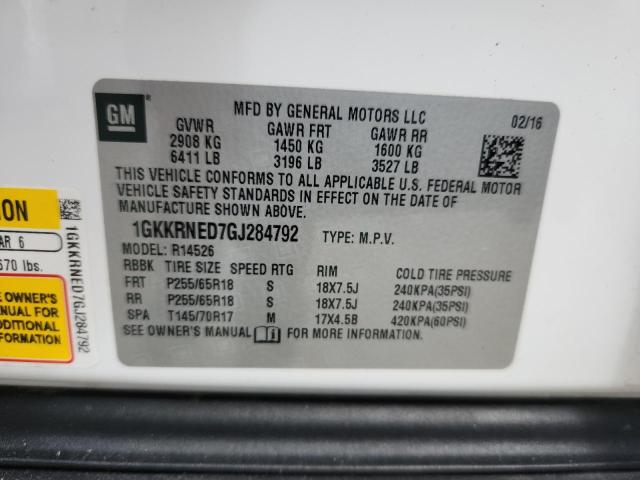 GM
MFD BY GENERAL MOTORS LLC
02/16
GVWR GAWR FRT GAWR RR
2908 KG 1450 KG 1600 KG
6411 LB 3196 LB 3527 LB
THIS VEHICLE CONFORMS TO ALL APPLICABLE U.S. FEDERAL MOTOR
VEHICLE SAFETY STANDARDS IN EFFECT ON THE DATE OF
MANUFACTURE SHOWN ABOVE.
1GKKRNED7GJ284792 TYPE: M.P.V.
MODEL: R14526
RBBK TIRE SIZE SPEED RTG RIM COLD TIRE PRESSURE
FRT P255/65R18 S 18X7.5J 240KPA(35PSI)
RR P255/65R18 S 18X7.5J 240KPA(35PSI)
SPA T145/70R17 M 17X4.5B 420KPA(60PSI)
SEE OWNER'S MANUAL FOR MORE INFORMATION.
ION
AR 6
570 lbs.
E OWNER'S
NUAL FOR
DDITIONAL
FORMATION
1GKKRNED7GJ284792